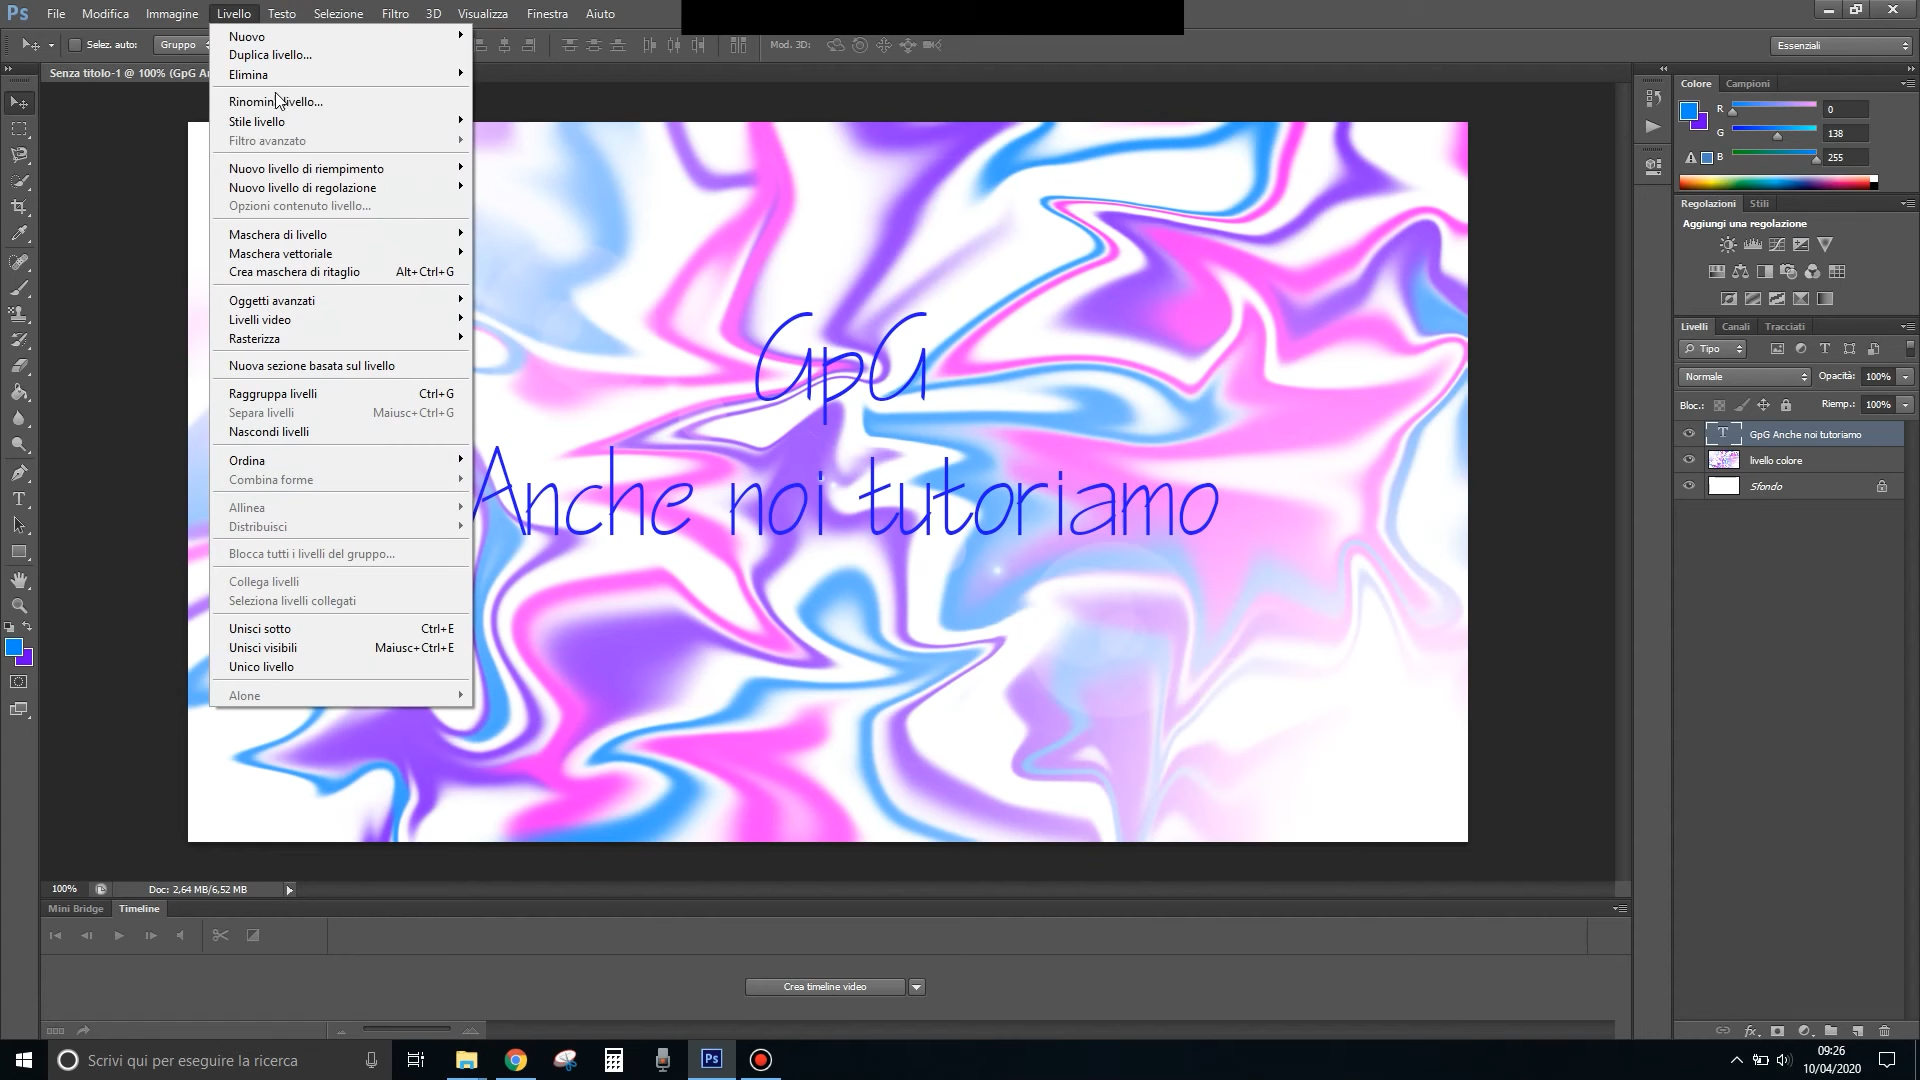 Ps File Modifica Immagine Livello Testo Selezione Filtro 3D Visualizza Finestra Aiuto
Selez. auto: Gruppo Mod. 3D: Essenziali
Senza titolo-1 @ 100% (GpG An
Nuovo
Duplica livello...
Elimina
Rinomina livello...
Stile livello
Filtro avanzato
Nuovo livello di riempimento
Nuovo livello di regolazione
Opzioni contenuto livello...
Maschera di livello
Maschera vettoriale
Crea maschera di ritaglio Alt+Ctrl+G
Oggetti avanzati
Livelli video
Rasterizza
Nuova sezione basata sul livello
Raggruppa livelli Ctrl+G
Separa livelli Maiusc+Ctrl+G
Nascondi livelli
Ordina
Combina forme
Allinea
Distribuisci
Blocca tutti i livelli del gruppo...
Collega livelli
Seleziona livelli collegati
Unisci sotto Ctrl+E
Unisci visibili Maiusc+Ctrl+E
Unico livello
Alone
GpG
Anche noi tutoriamo
Colore Campioni
R 0
G 138
B 255
Regolazioni Stili
Aggiungi una regolazione
Livelli Canali Tracciati
Tipo
Normale Opacità: 100%
Bloc.: Riemp.: 100%
T GpG Anche noi tutoriamo
livello colore
Sfondo
100% Doc: 2,64 MB/6,52 MB
Mini Bridge Timeline
Crea timeline video
fx
Scrivi qui per eseguire la ricerca
Ps
09:26
10/04/2020